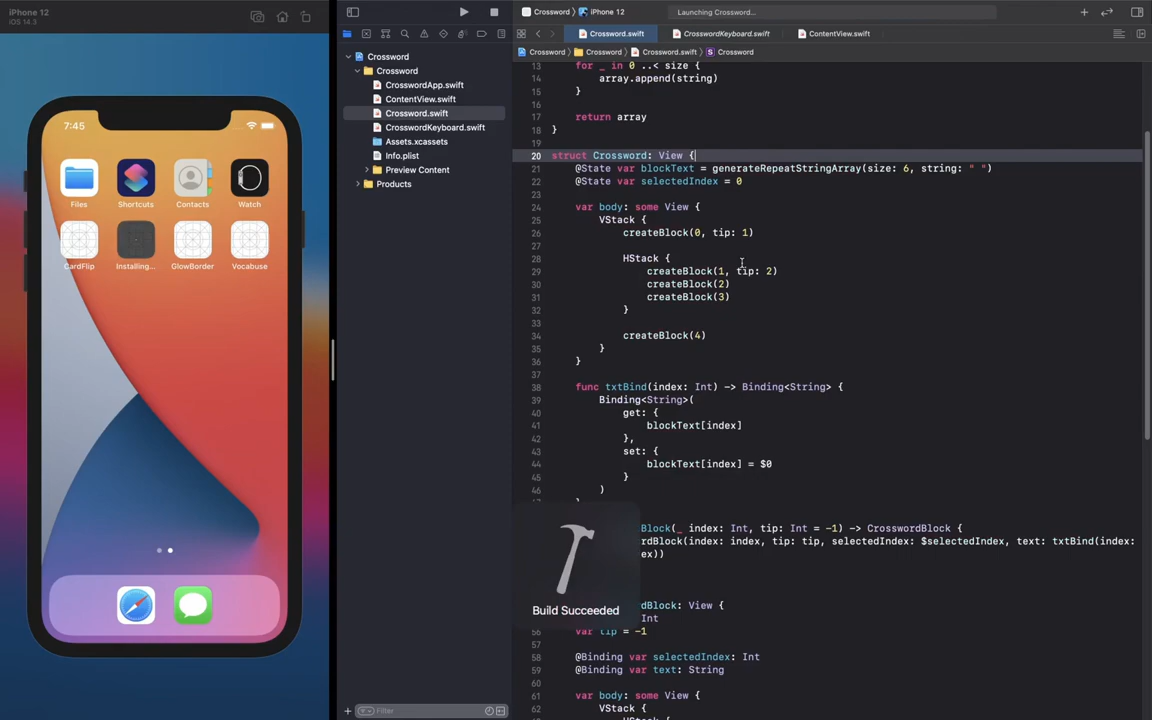 iPhone 12
iOS 14.3
7:45
Files
Shortcuts
Contacts
Watch
CardFlip
Installing...
GlowBorder
Vocabuse
Crossword
Crossword
CrosswordApp.swift
ContentView.swift
Crossword.swift
CrosswordKeyboard.swift
Assets.xcassets
Info.plist
Preview Content
Products
Filter
Crossword
iPhone 12
Launching Crossword...
Crossword.swift
CrosswordKeyboard.swift
ContentView.swift
Crossword
Crossword
Crossword.swift
S Crossword
13 for _ in 0 ..< size {
14 array.append(string)
15 }
16
17 return array
18 }
19
20 struct Crossword: View {
21 @State var blockText = generateRepeatStringArray(size: 6, string: " ")
22 @State var selectedIndex = 0
23
24 var body: some View {
25 VStack {
26 createBlock(0, tip: 1)
27
28 HStack {
29 createBlock(1, tip: 2)
30 createBlock(2)
31 createBlock(3)
32 }
33
34 createBlock(4)
35 }
36 }
37
38 func txtBind(index: Int) -> Binding<String> {
39 Binding<String>(
40 get: {
41 blockText[index]
42 },
43 set: {
44 blockText[index] = $0
45 }
46 )
Block(_ index: Int, tip: Int = -1) -> CrosswordBlock {
rdBlock(index: index, tip: tip, selectedIndex: $selectedIndex, text: txtBind(index:
ex))
rdBlock: View {
Int
56 var tip = -1
57
58 @Binding var selectedIndex: Int
59 @Binding var text: String
60
61 var body: some View {
62 VStack {
HStack {
Build Succeeded